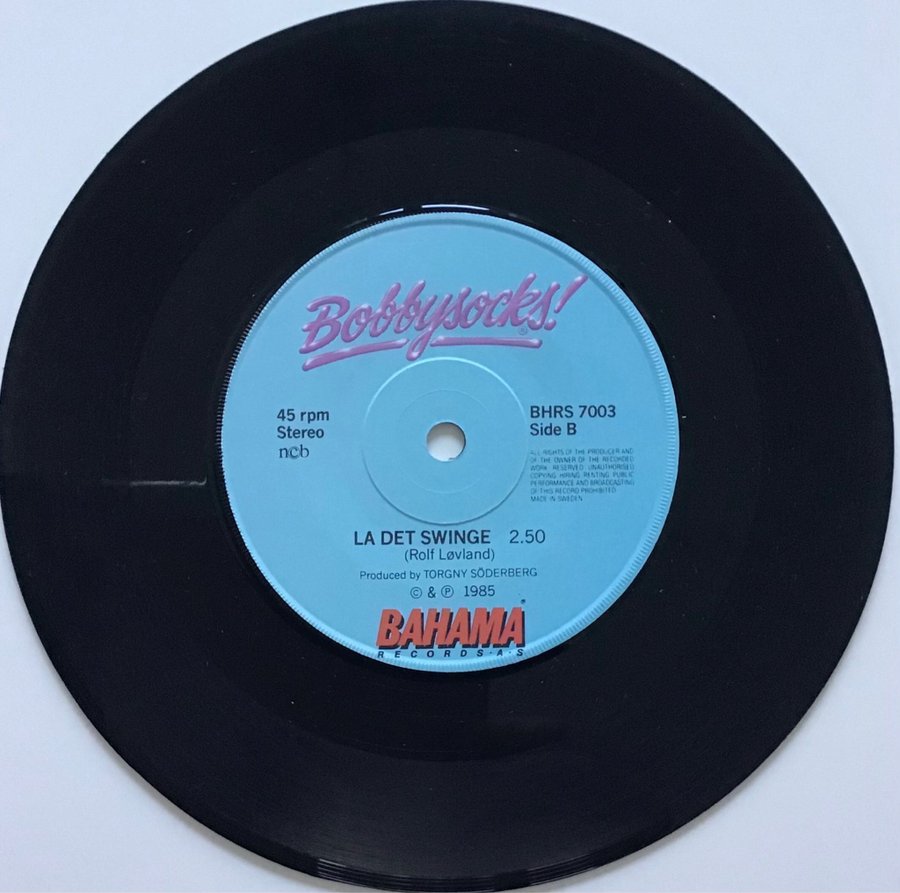 Bobbysocks!
®
45 rpm
Stereo
n©b
BHRS 7003
Side B
ALL RIGHTS OF THE PRODUCER AND
OF THE OWNER OF THE RECORDED
WORK RESERVED UNAUTHORISED
COPYING HIRING RENTING PUBLIC
PERFORMANCE AND BROADCASTING
OF THIS RECORD PROHIBITED
MADE IN SWEDEN
LA DET SWINGE 2.50
(Rolf Løvland)
Produced by TORGNY SÖDERBERG
© & ℗ 1985
BAHAMA
RECORDS·A·S